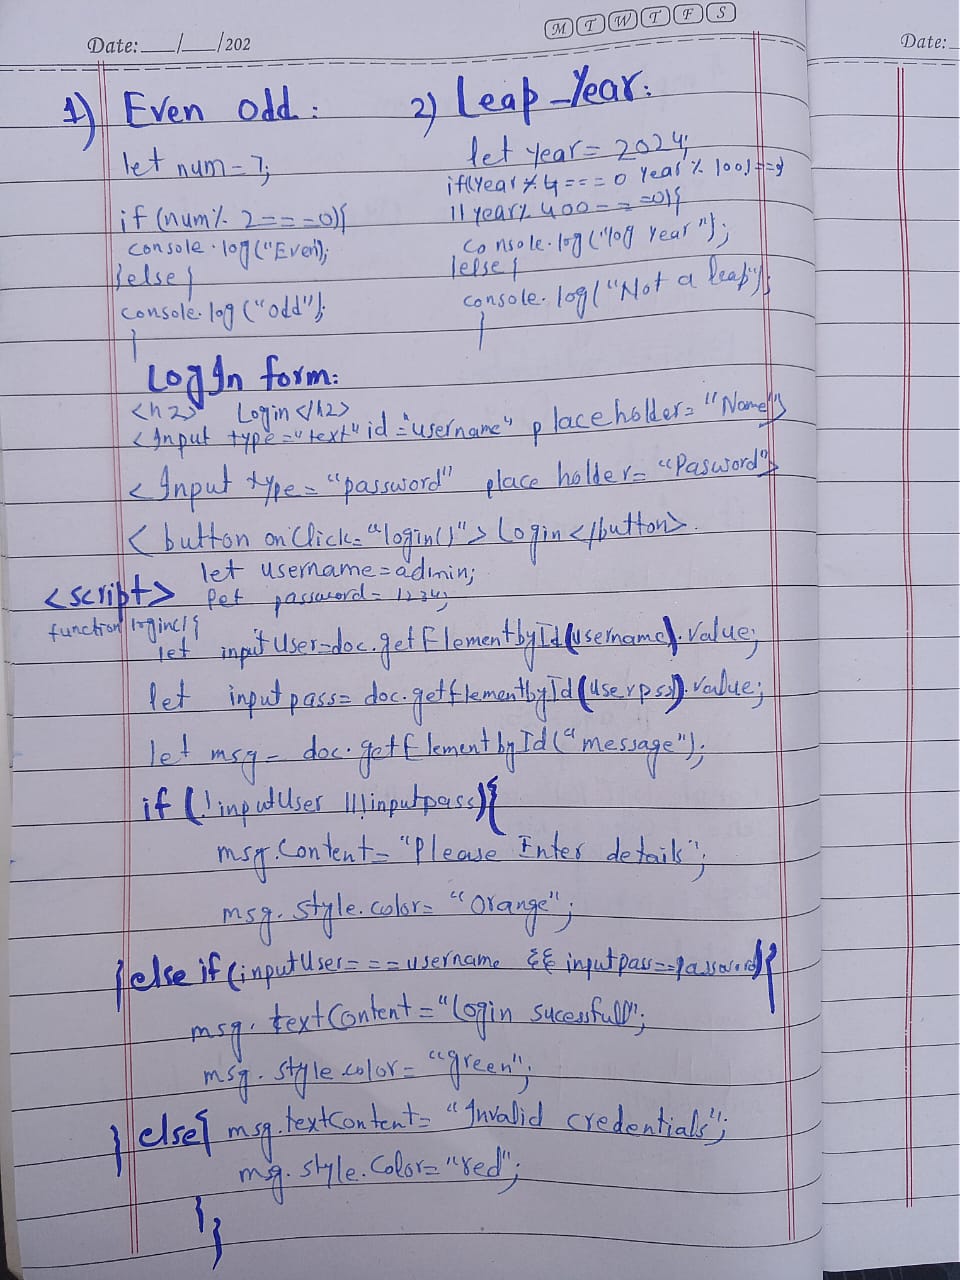 M T W T F S
Date: __/__/202
Date:
1) Even odd :
let num = 7;
if (num % 2 === 0){
console.log("Even);
}else{
console.log ("odd");
}
2) Leap-Year:
let year = 2024;
if((year % 4 === 0 year % 100)==
|| year % 400 === 0){
console.log("log Year");
}else{
console.log("Not a leap");
}
LogIn form:
<h2> Login </h2>
<Input type="text" id="username" placeholder="Name">
<Input type="password" place holder="Pasword">
<button onClick="login()"> Login </button>
let username = admin;
<script> let password = 1234;
function login(){
let inputUser=doc.getElementbyId(username).value;
let inputpass= doc.getElementbyId(userpss).value;
let msg = doc.getElementbyId("message");
if (!inputUser ||!inputpass){
msg.Content= "Please Enter details";
msg.style.color= "Orange";
}else if (inputUser=== username && inputpass==password){
msg.textContent="Login sucessfull";
msg.style.color= "green";
} else{ msg.textContent= "Invalid credentials";
msg.style.Color= "red";
}
}